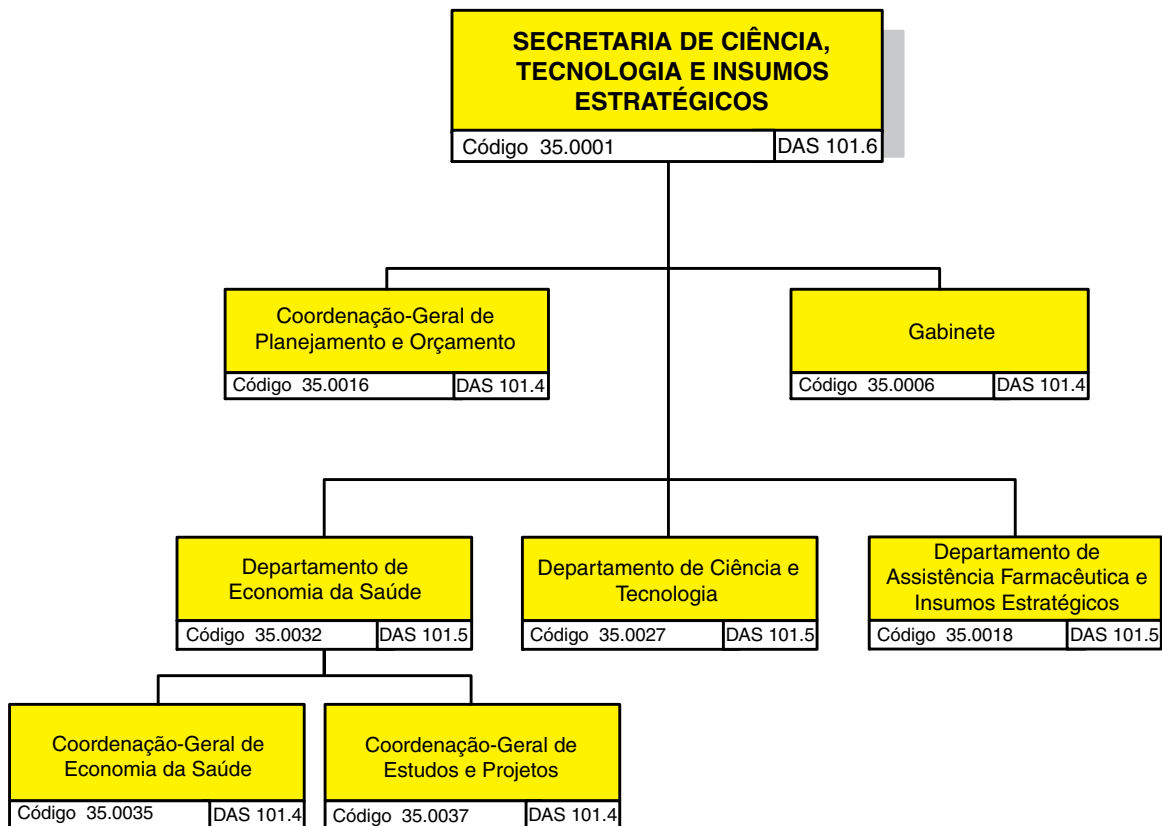 SECRETARIA DE CIÊNCIA,
TECNOLOGIA E INSUMOS
ESTRATÉGICOS
Código 35.0001 DAS 101.6
Coordenação-Geral de
Planejamento e Orçamento
Código 35.0016 DAS 101.4
Gabinete
Código 35.0006 DAS 101.4
Departamento de
Economia da Saúde
Código 35.0032 DAS 101.5
Departamento de Ciência e
Tecnologia
Código 35.0027 DAS 101.5
Departamento de
Assistência Farmacêutica e
Insumos Estratégicos
Código 35.0018 DAS 101.5
Coordenação-Geral de
Economia da Saúde
Código 35.0035 DAS 101.4
Coordenação-Geral de
Estudos e Projetos
Código 35.0037 DAS 101.4